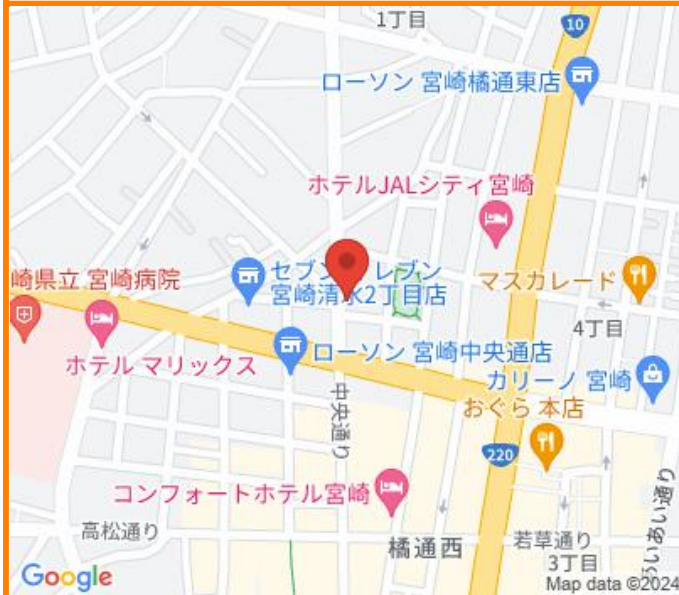 1丁目
10
ローソン 宮崎橘通東店
ホテルJALシティ宮崎
崎県立 宮崎病院
セブン レブン
宮崎清水2丁目店
マスカレード
4丁目
ホテル マリックス
ローソン 宮崎中央通店
カリーノ 宮崎
おぐら 本店
中央通り
220
コンフォートホテル宮崎
高松通り
橘通西
若草通り
3丁目
あいあい通り
Google
Map data ©2024